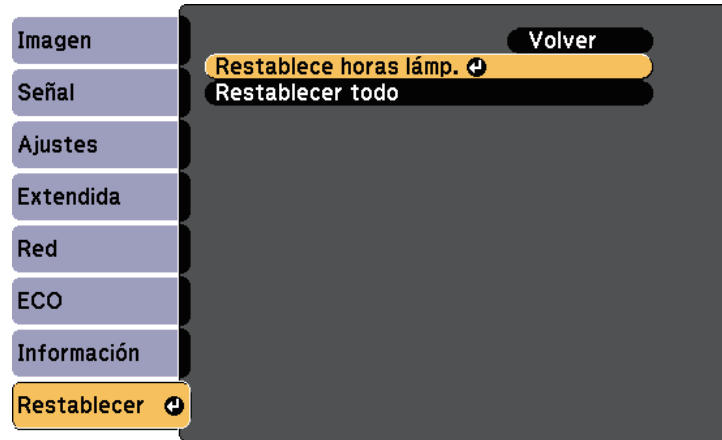 Imagen
Señal
Ajustes
Extendida
Red
ECO
Información
Restablecer
Volver
Restablece horas lámp.
Restablecer todo